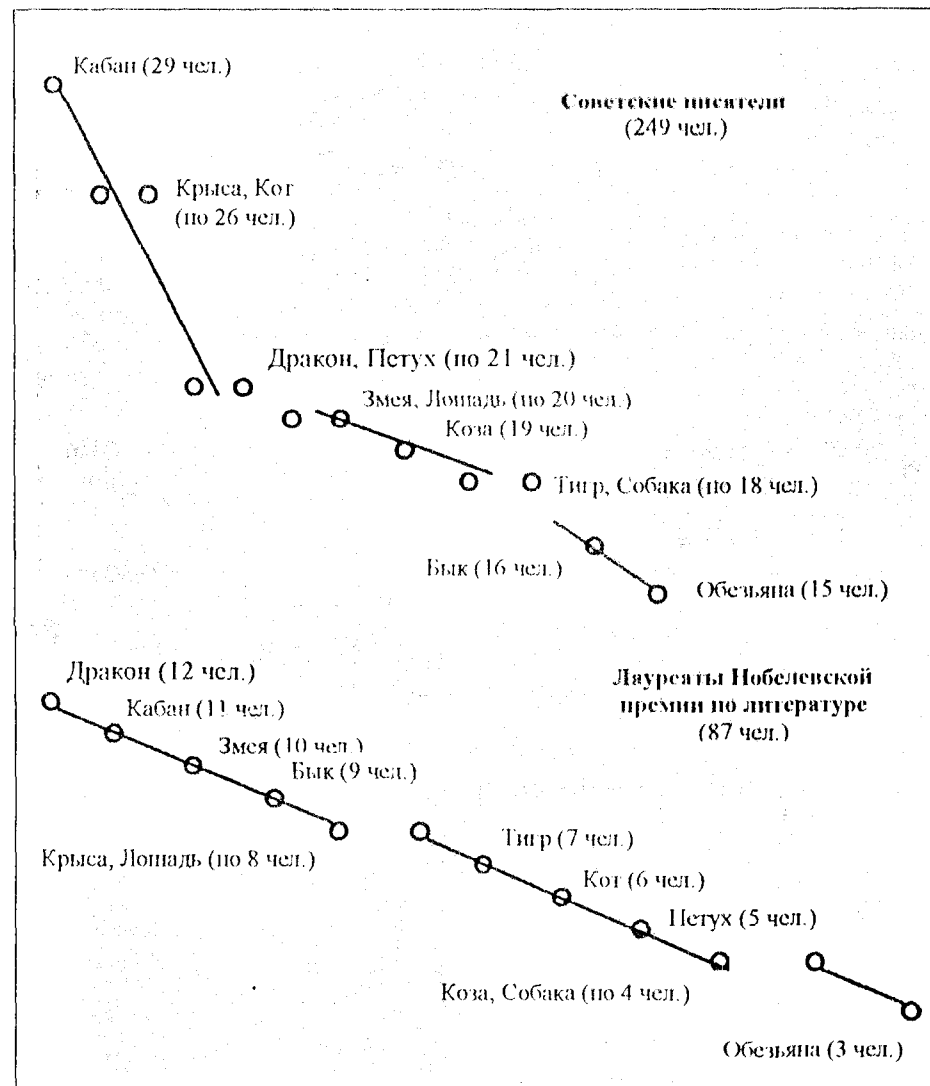 Кабан (29 чел.)
Советские писатели
(249 чел.)
Крыса, Кот
(по 26 чел.)
Дракон, Петух (по 21 чел.)
Змея, Лошадь (по 20 чел.)
Коза (19 чел.)
Тигр, Собака (по 18 чел.)
Бык (16 чел.)
Обезьяна (15 чел.)
Дракон (12 чел.)
Лауреаты Нобелевской
премии по литературе
(87 чел.)
Кабан (11 чел.)
Змея (10 чел.)
Бык (9 чел.)
Крыса, Лошадь (по 8 чел.)
Тигр (7 чел.)
Кот (6 чел.)
Петух (5 чел.)
Коза, Собака (по 4 чел.)
Обезьяна (3 чел.)